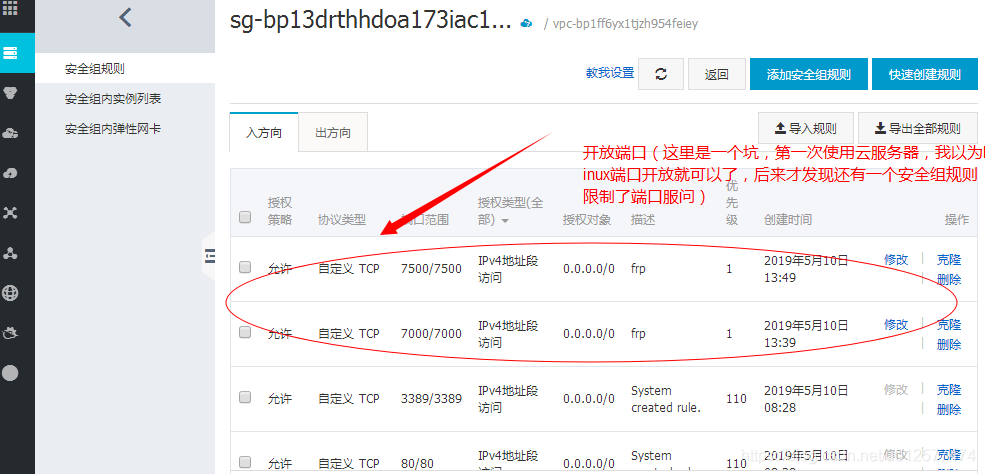 sg-bp13drthhdoa173iac1... / vpc-bp1ff6yx1tjzh954feiey
教我设置 返回 添加安全组规则 快速创建规则
安全组规则
安全组内实例列表
安全组内弹性网卡
入方向 出方向 导入规则 导出全部规则
开放端口（这里是一个坑，第一次使用云服务器，我以为l
inux端口开放就可以了，后来才发现还有一个安全组规则
限制了端口服问）
授权策略 协议类型 口范围 授权类型(全部) 授权对象 描述 优先级 创建时间 操作
允许 自定义 TCP 7500/7500 IPv4地址段访问 0.0.0.0/0 frp 1 2019年5月10日 13:49 修改 克隆 删除
允许 自定义 TCP 7000/7000 IPv4地址段访问 0.0.0.0/0 frp 1 2019年5月10日 13:39 修改 克隆 删除
允许 自定义 TCP 3389/3389 IPv4地址段访问 0.0.0.0/0 System created rule. 110 2019年5月10日 08:28 修改 克隆 删除
允许 自定义 TCP 80/80 IPv4地址段 0.0.0.0/0 System 110 2019年5月10日 修改 克隆